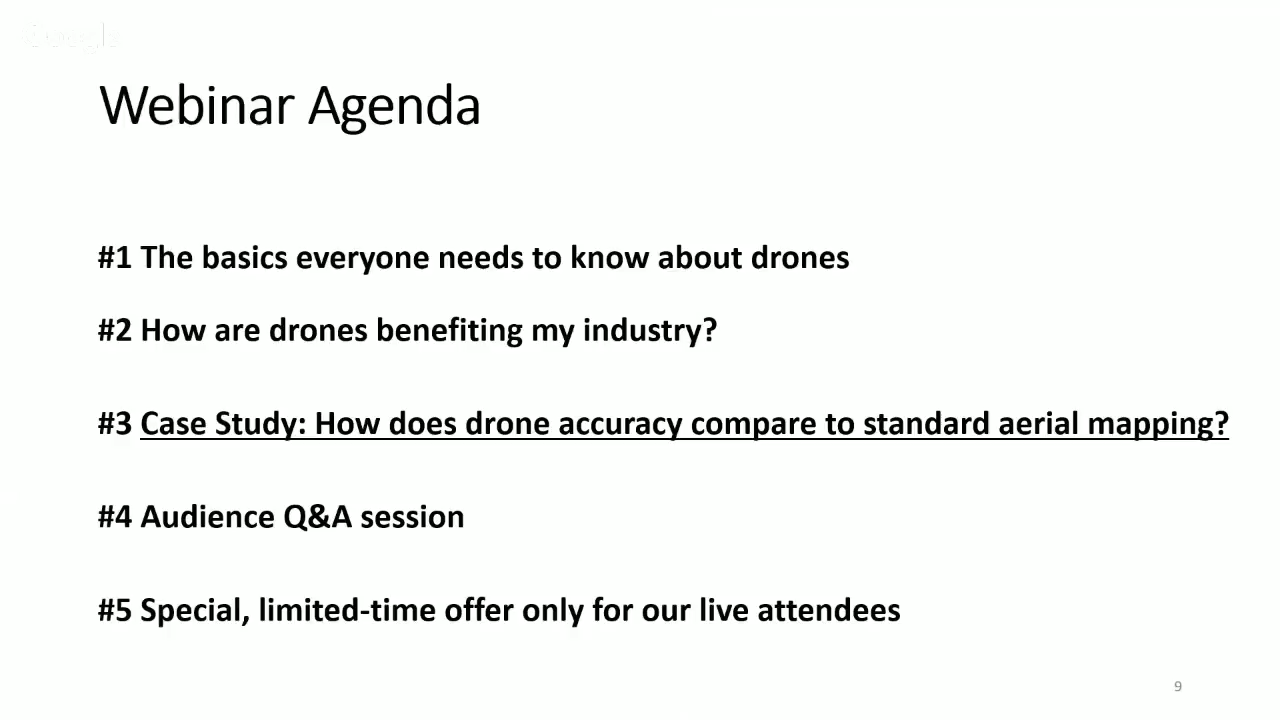 Webinar Agenda
#1 The basics everyone needs to know about drones
#2 How are drones benefiting my industry?
#3 Case Study: How does drone accuracy compare to standard aerial mapping?
#4 Audience Q&A session
#5 Special, limited-time offer only for our live attendees
9